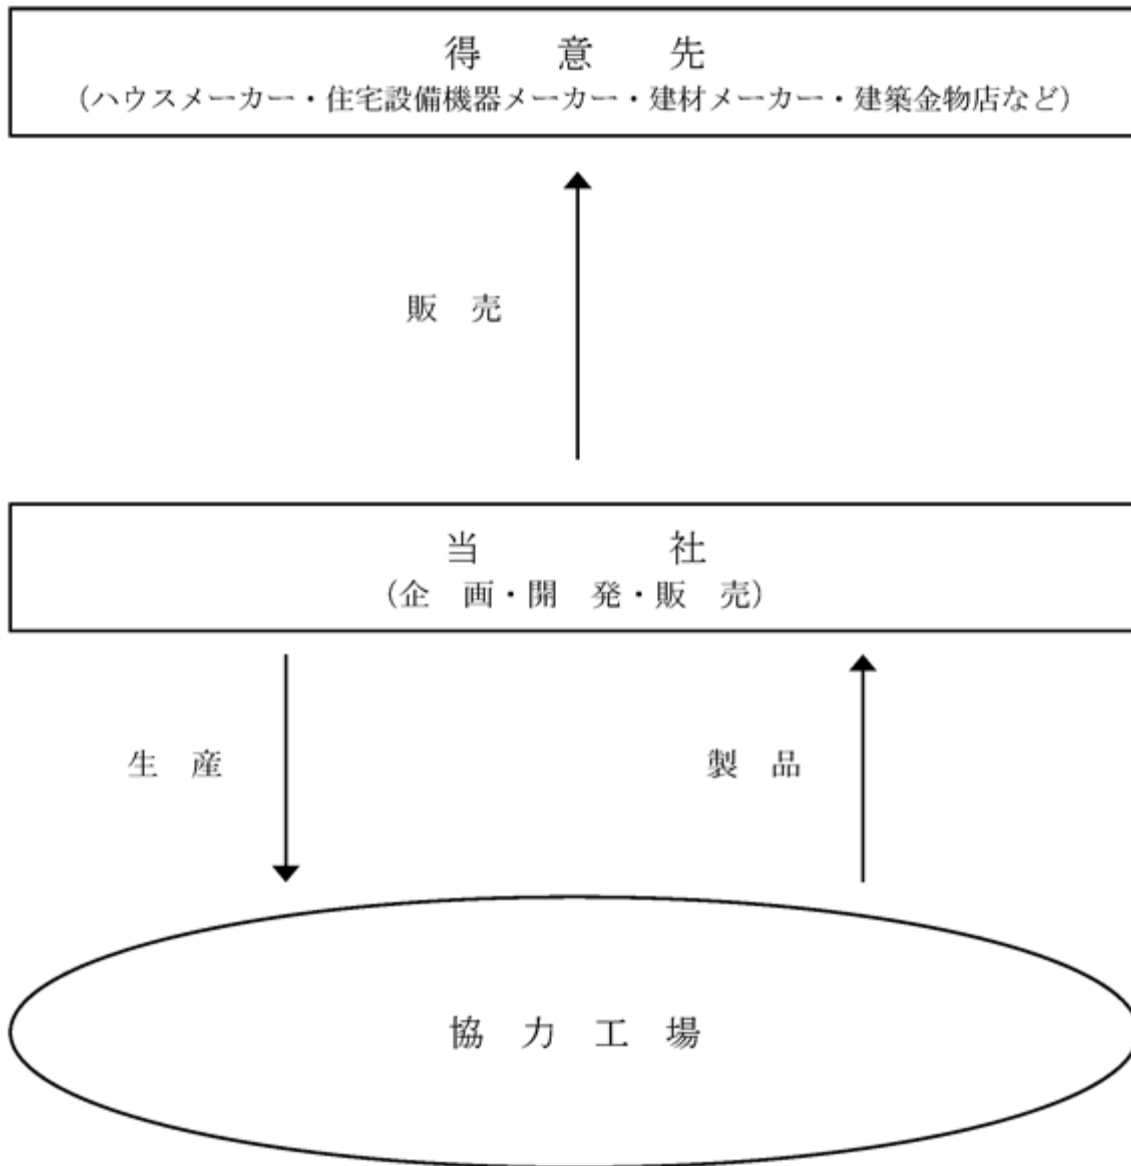 得 意 先
（ハウスメーカー・住宅設備機器メーカー・建材メーカー・建築金物店など）
販 売
当 社
（企 画・開 発・販 売）
生 産
製 品
協 力 工 場